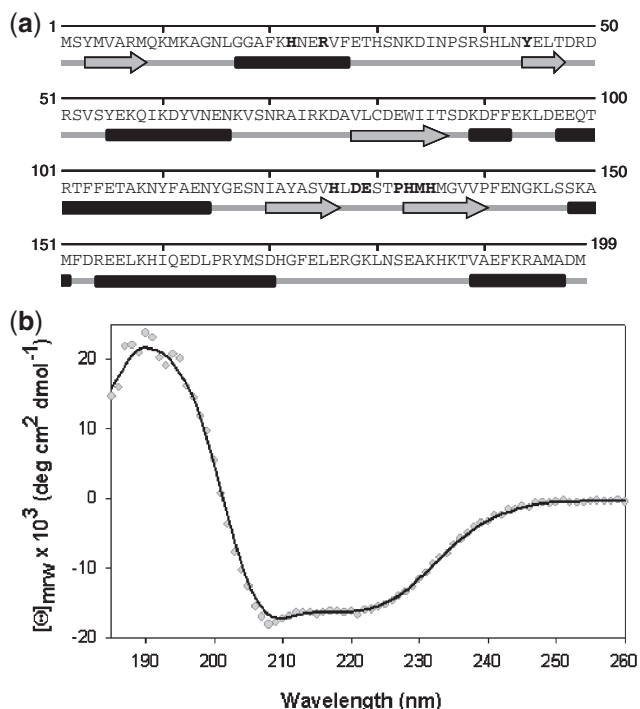 (a) 1 50
MSYMVARMQKMKAGNLGGAFKHNERVFETHSNKDINPSRSHLNYELTDRD
51 100
RSVSYEKQIKDYVNENKVSNRAIRKDAVLCDEWIITSDKDFFEKLDEEQT
101 150
RTFFETAKNYFAENYGESNIAYASVHLDESTPHMHMGVVPFENGKLSSKA
151 199
MFDREELKHIQEDLPRYMSDHGFELERGKLNSEAKHKTVAEFKRAMADM
(b)
20
10
0
-10
-20
[Θ]mrw x 10³ (deg cm² dmol⁻¹)
190 200 210 220 230 240 250 260
Wavelength (nm)